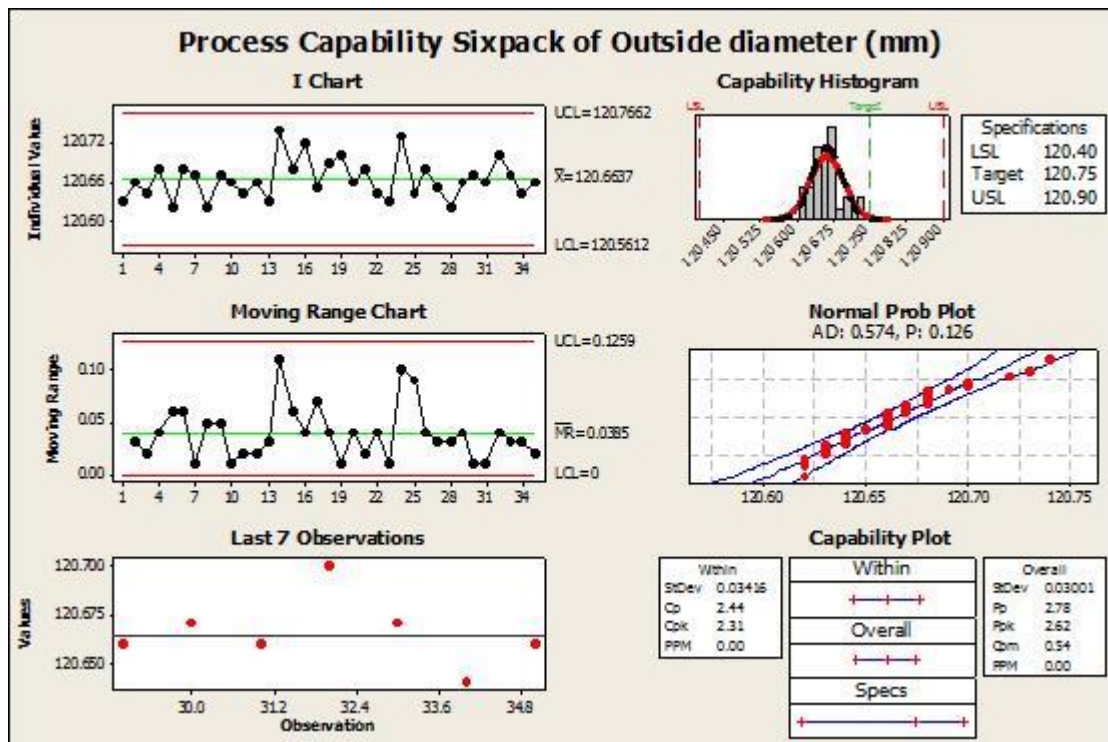 Process Capability Sixpack of Outside diameter (mm)
I Chart
Individual Value
120.72
120.66
120.60
1 4 7 10 13 16 19 22 25 28 31 34
UCL=120.7662
X=120.6637
LCL=120.5612
Capability Histogram
LSL Target USL
120.450 120.525 120.600 120.675 120.750 120.825 120.900
Specifications
LSL 120.40
Target 120.75
USL 120.90
Moving Range Chart
Moving Range
0.10
0.05
0.00
1 4 7 10 13 16 19 22 25 28 31 34
UCL=0.1259
MR=0.0385
LCL=0
Normal Prob Plot
AD: 0.574, P: 0.126
120.60 120.65 120.70 120.75
Last 7 Observations
Values
120.700
120.675
120.650
30.0 31.2 32.4 33.6 34.8
Observation
Capability Plot
Within
StDev 0.03416
Cp 2.44
Cpk 2.31
PPM 0.00
Within
Overall
Specs
Overall
StDev 0.03001
Pp 2.78
Ppk 2.62
Cpm 0.54
PPM 0.00